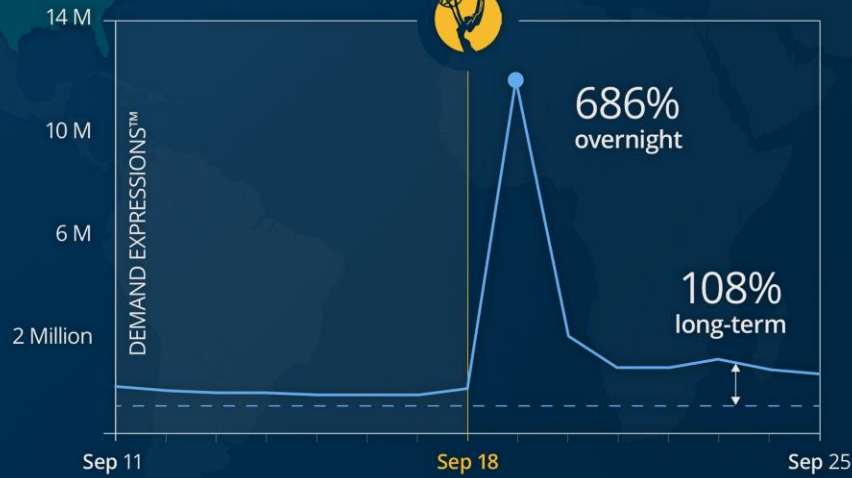 14 M
10 M
6 M
2 Million
DEMAND EXPRESSIONS™
686%
overnight
108%
long-term
Sep 11
Sep 18
Sep 25